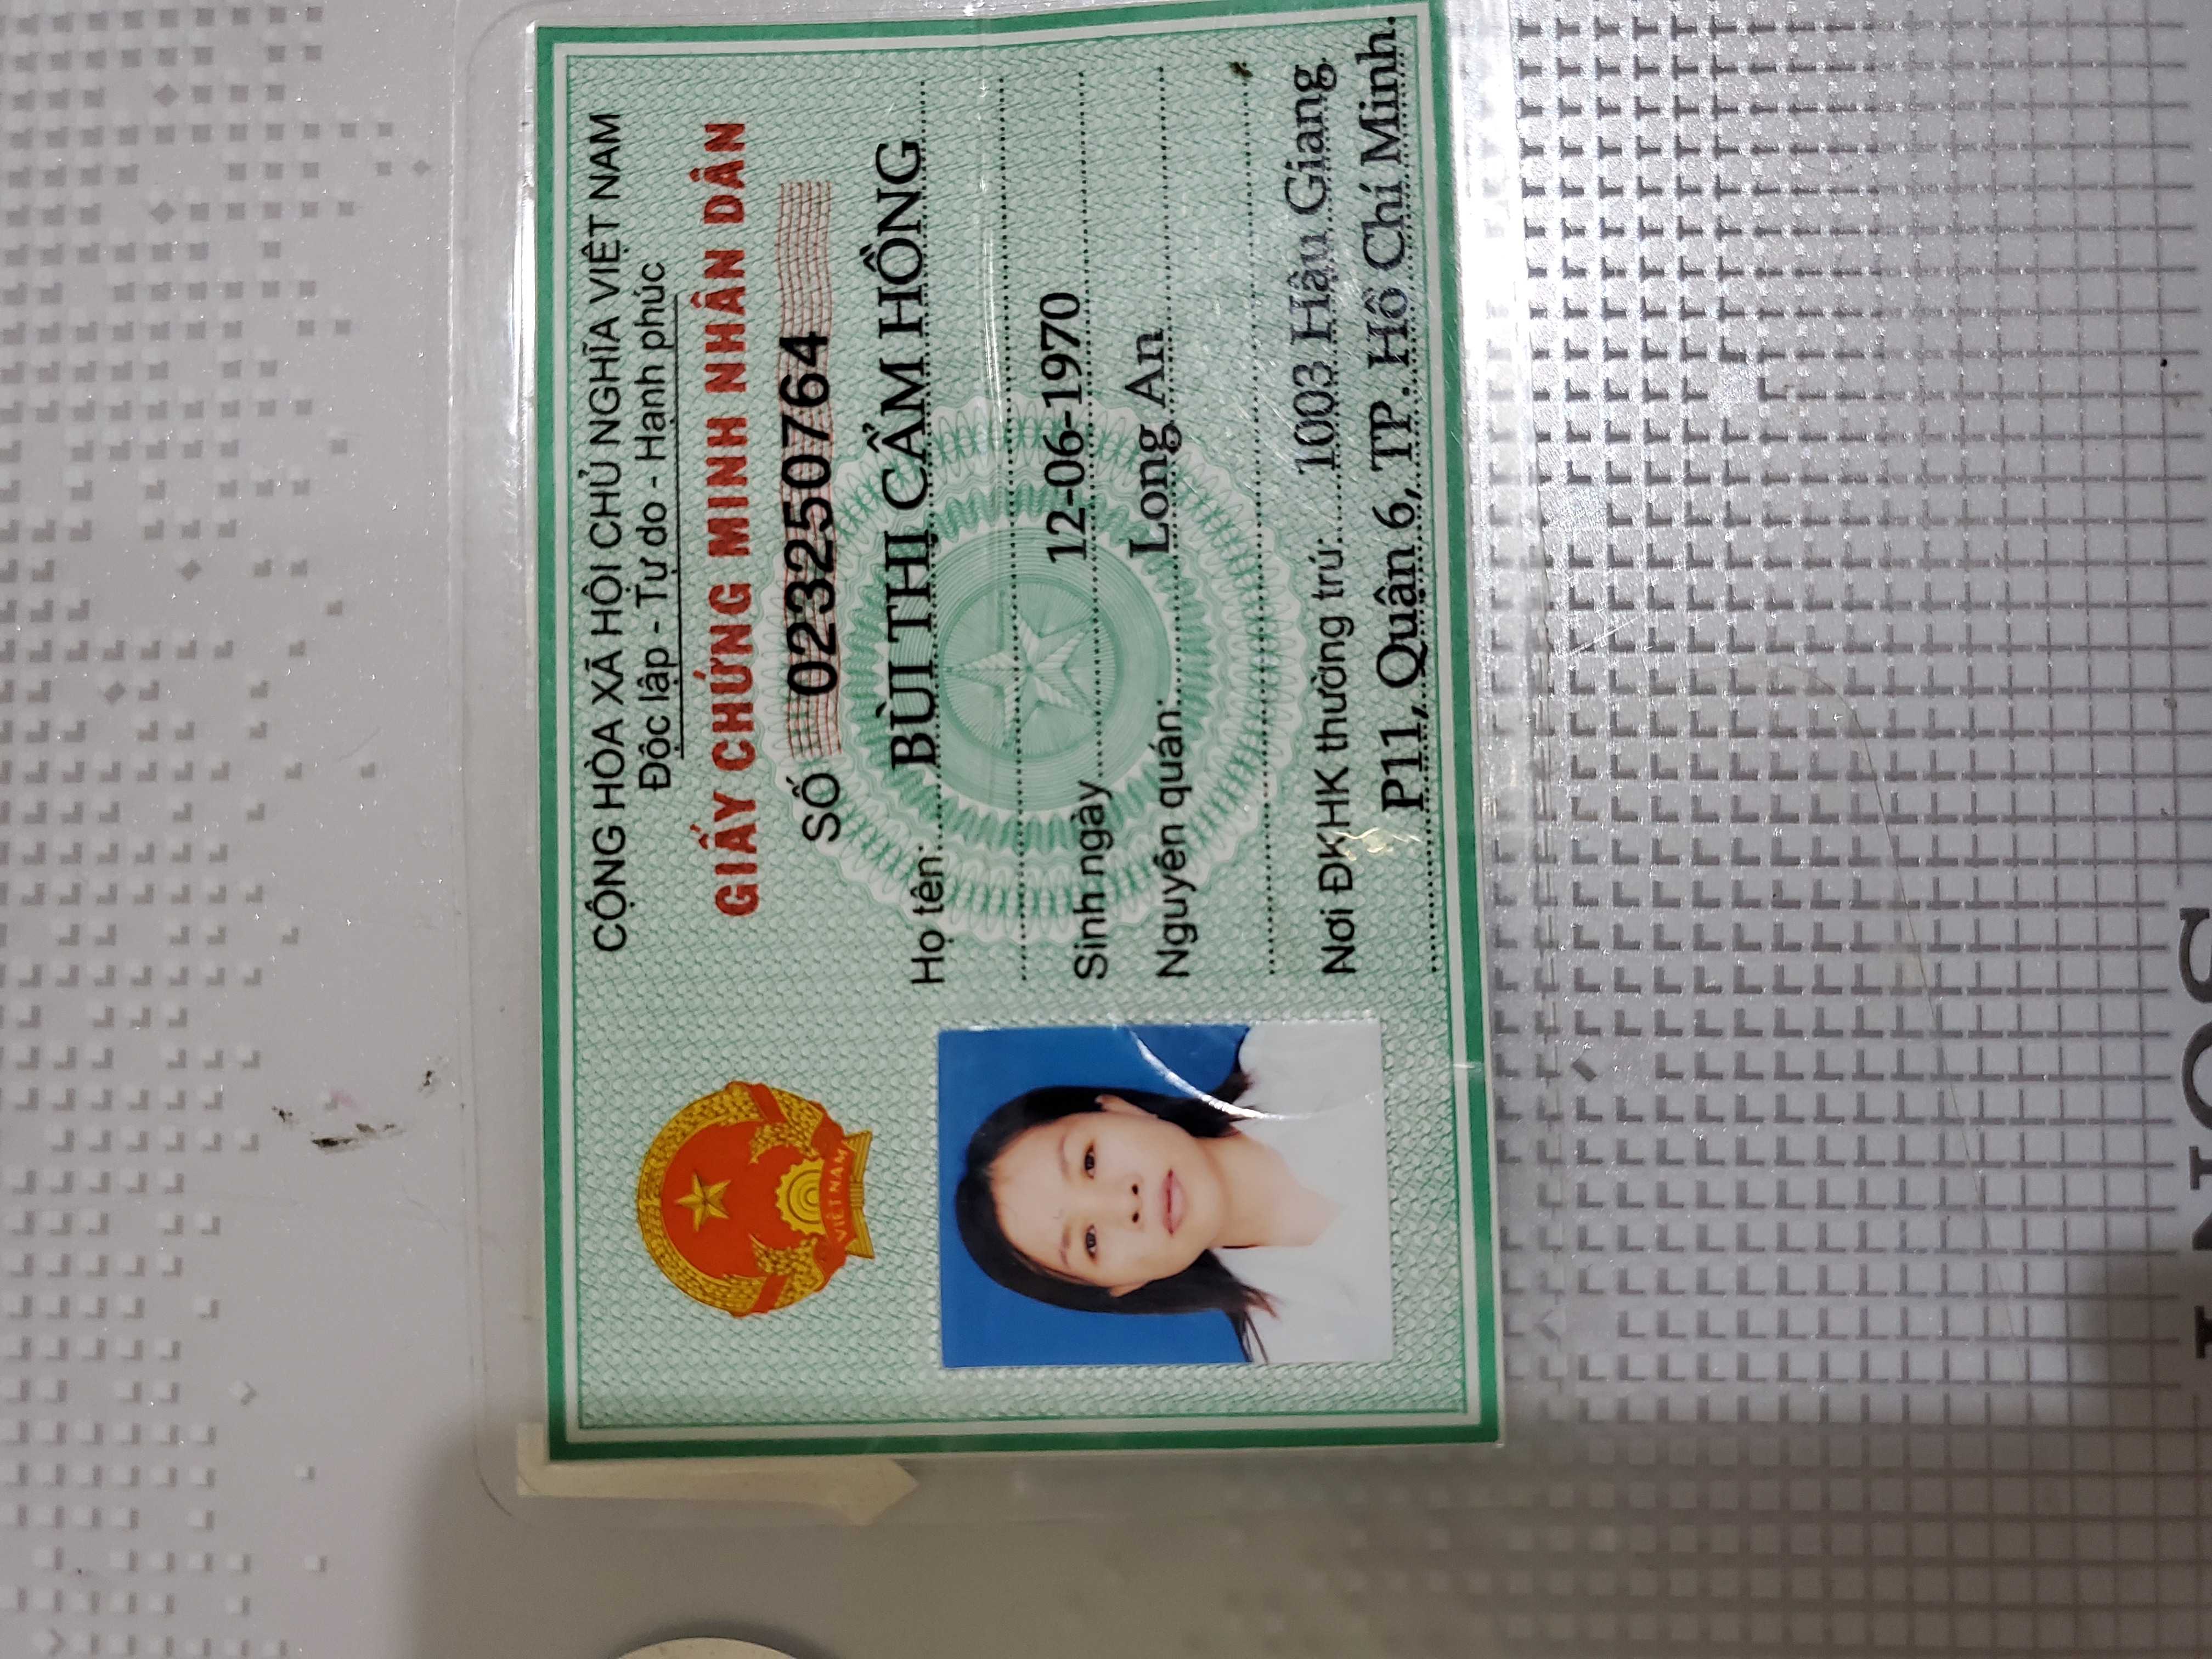 CỘNG HÒA XÃ HỘI CHỦ NGHĨA VIỆT NAM
Độc lập - Tự do - Hạnh phúc
GIẤY CHỨNG MINH NHÂN DÂN
SỐ 023250764
Họ tên: BÙI THỊ CẨM HỒNG
Sinh ngày 12-06-1970
Nguyên quán: Long An
Nơi ĐKHK thường trú: 1003 Hậu Giang
P11, Quận 6, TP. Hồ Chí Minh.
VIỆT NAM